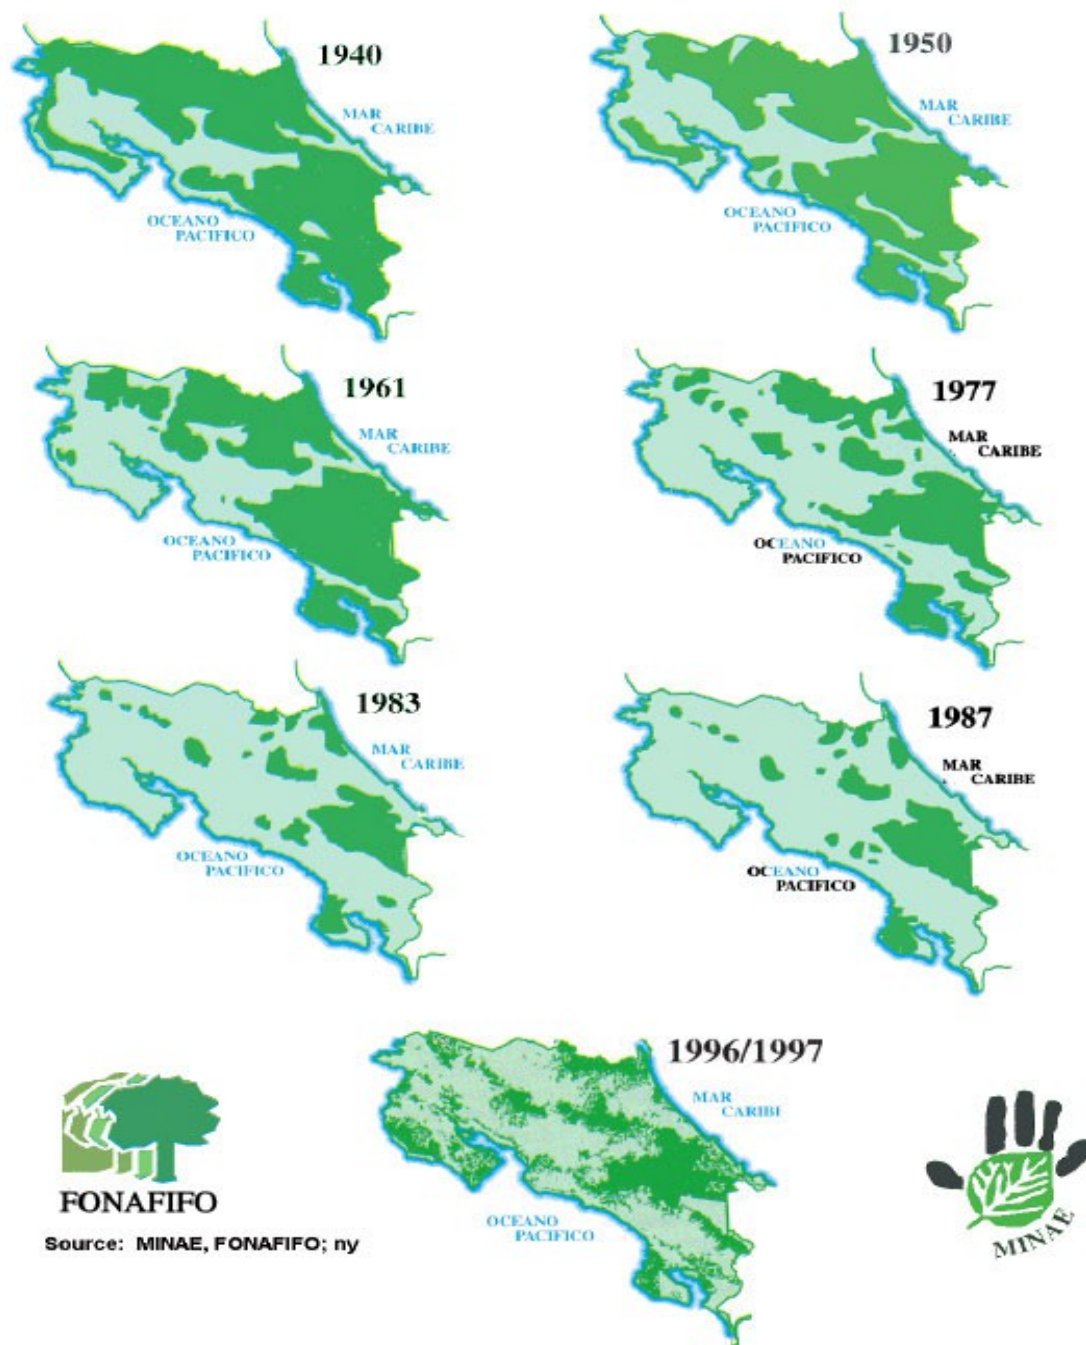 1940
MAR
CARIBE
OCEANO
PACIFICO
1950
MAR
CARIBE
OCEANO
PACIFICO
1961
MAR
CARIBE
OCEANO
PACIFICO
1977
MAR
CARIBE
OCEANO
PACIFICO
1983
MAR
CARIBE
OCEANO
PACIFICO
1987
MAR
CARIBE
OCEANO
PACIFICO
1996/1997
MAR
CARIBI
OCEANO
PACIFICO
FONAFIFO
Source: MINAE, FONAFIFO; ny
MINAE